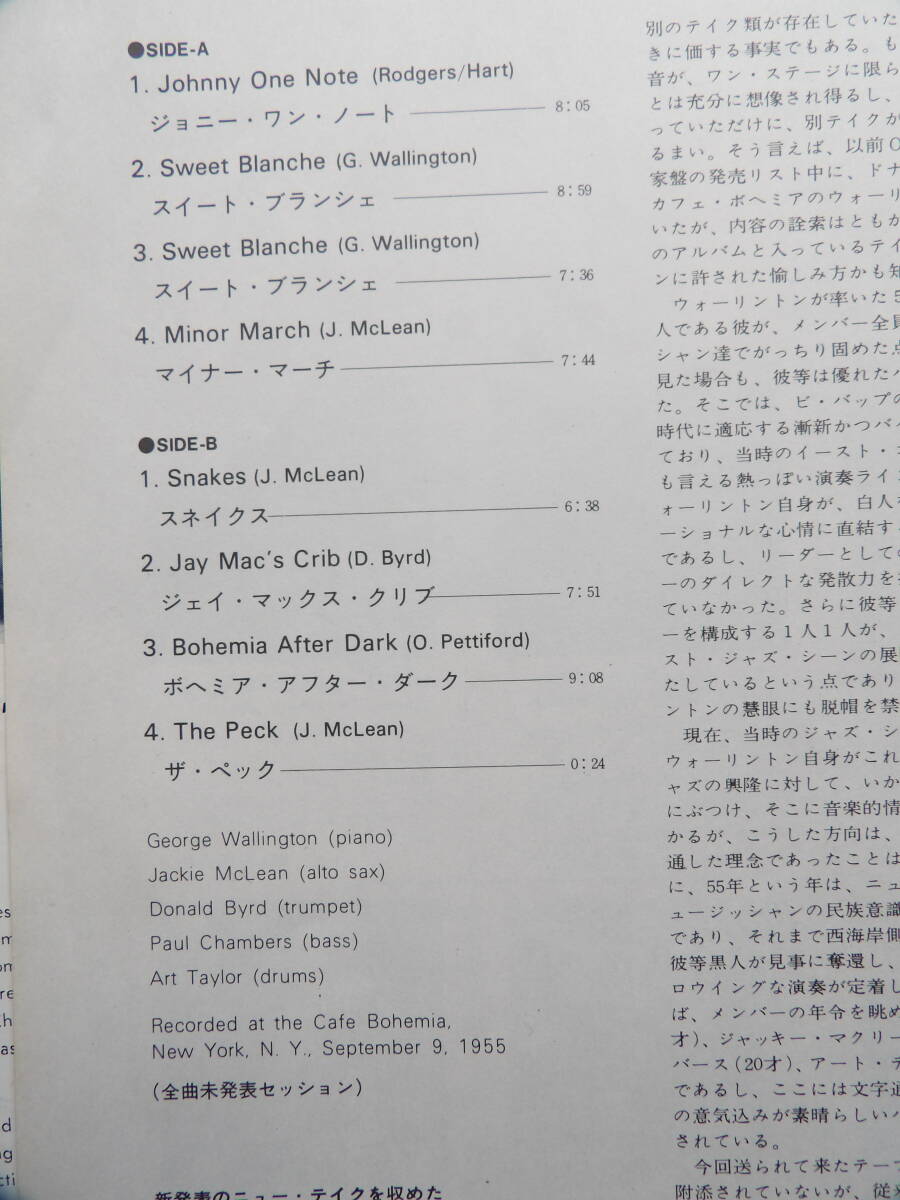 ●SIDE-A
1. Johnny One Note (Rodgers/Hart)
ジョニー・ワン・ノート 8:05
2. Sweet Blanche (G. Wallington)
スイート・ブランシェ 8:59
3. Sweet Blanche (G. Wallington)
スイート・ブランシェ 7:36
4. Minor March (J. McLean)
マイナー・マーチ 7:44
●SIDE-B
1. Snakes (J. McLean)
スネイクス 6:38
2. Jay Mac's Crib (D. Byrd)
ジェイ・マックス・クリブ 7:51
3. Bohemia After Dark (O. Pettiford)
ボヘミア・アフター・ダーク 9:08
4. The Peck (J. McLean)
ザ・ペック 0:24
George Wallington (piano)
Jackie McLean (alto sax)
Donald Byrd (trumpet)
Paul Chambers (bass)
Art Taylor (drums)
Recorded at the Cafe Bohemia,
New York, N. Y., September 9, 1955
(全曲未発表セッション)
新発表のニュー・テイクを収めた
別のテイク類が存在していた
きに価する事実でもある。も
音が、ワン・ステージに限ら
とは充分に想像され得るし、
っていただけに、別テイクが
るまい。そう言えば、以前O
家盤の発売リスト中に、ドナ
カフェ・ボヘミアのウォーリ
いたが、内容の詮索はともか
のアルバムと入っているテイ
ンに許された愉しみ方かも知
ウォーリントンが率いた5
人である彼が、メンバー全員
シャン達でがっちり固めた点
見た場合も、彼等は優れたハ
た。そこでは、ビ・バップの
時代に適応する漸新かつバイ
ており、当時のイースト・コ
も言える熱っぽい演奏ライン
ォーリントン自身が、白人な
ーショナルな心情に直結する
であるし、リーダーとしての
ーのダイレクトな発散力を
ていなかった。さらに彼等
ーを構成する1人1人が、
スト・ジャズ・シーンの展
たしているという点であり
ントンの慧眼にも脱帽を禁
現在、当時のジャズ・シ
ウォーリントン自身がこれ
ャズの興隆に対して、いか
にぶつけ、そこに音楽的情
かるが、こうした方向は、
通した理念であったことは
に、55年という年は、ニュ
ュージッシャンの民族意識
であり、それまで西海岸側
彼等黒人が見事に奪還し、
ロウイングな演奏が定着し
ば、メンバーの年令を眺め
才)、ジャッキー・マクリー
バース(20才)、アート・テ
であるし、ここには文字通
の意気込みが素晴らしいハ
されている。
今回送られて来たテープ
附添されていないが、従来